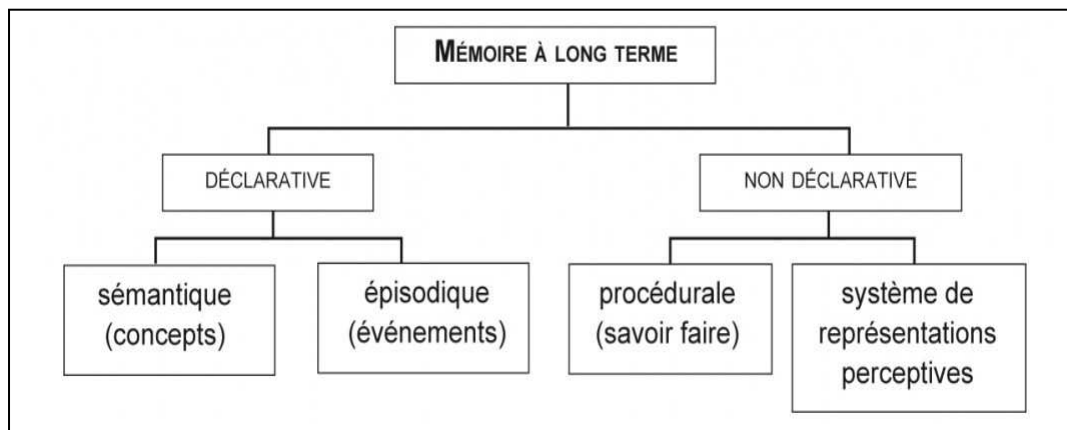 MÉMOIRE À LONG TERME
DÉCLARATIVE
NON DÉCLARATIVE
sémantique
(concepts)
épisodique
(événements)
procédurale
(savoir faire)
système de
représentations
perceptives